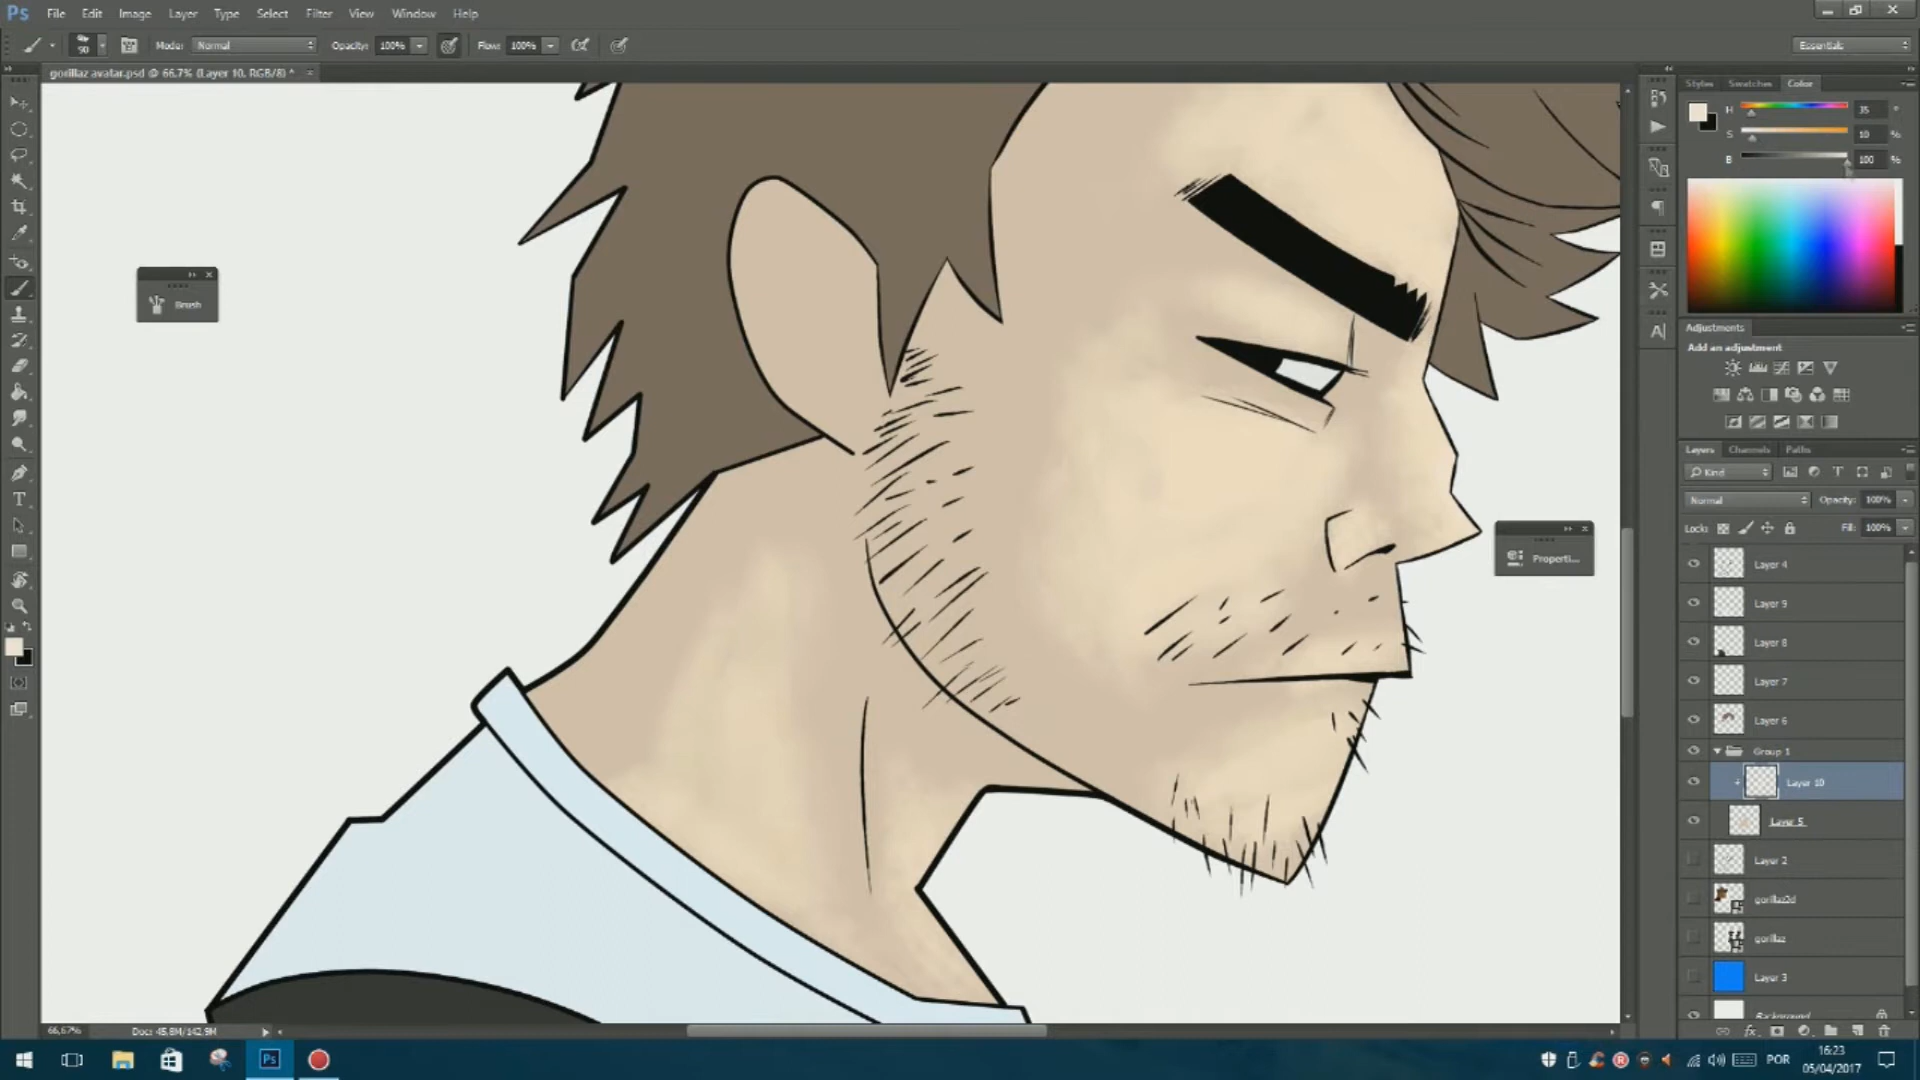 Ps File Edit Image Layer Type Select Filter View Window Help
90 Mode: Normal Opacity: 100% Flow: 100% Essentials
gorillaz avatar.psd @ 66,7% (Layer 10, RGB/8) *
Styles Swatches Color
H 35 °
S 10 %
B 100 %
Brush
Adjustments
Add an adjustment
Layers Channels Paths
Kind
Normal Opacity: 100%
Lock: Fill: 100%
Properti...
Layer 4
Layer 9
Layer 8
Layer 7
Layer 6
Group 1
Layer 10
Layer 5
Layer 2
gorillaz2d
gorillaz
Layer 3
Background
66,67% Doc: 45,8M/142,9M
Ps POR 16:23
05/04/2017